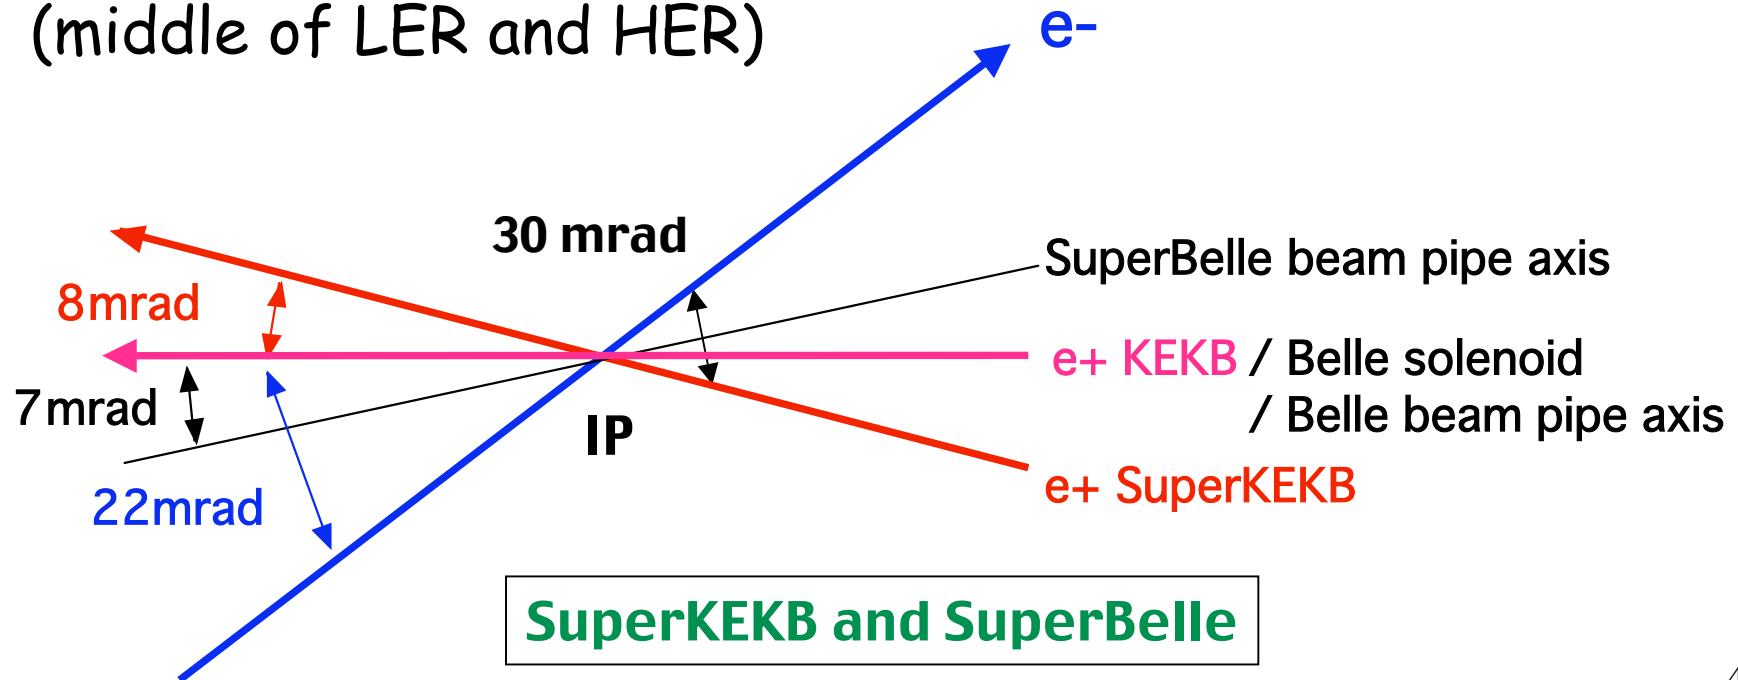 (middle of LER and HER)
e-
30 mrad
SuperBelle beam pipe axis
8mrad
e+ KEKB / Belle solenoid
/ Belle beam pipe axis
7mrad
IP
e+ SuperKEKB
22mrad
SuperKEKB and SuperBelle